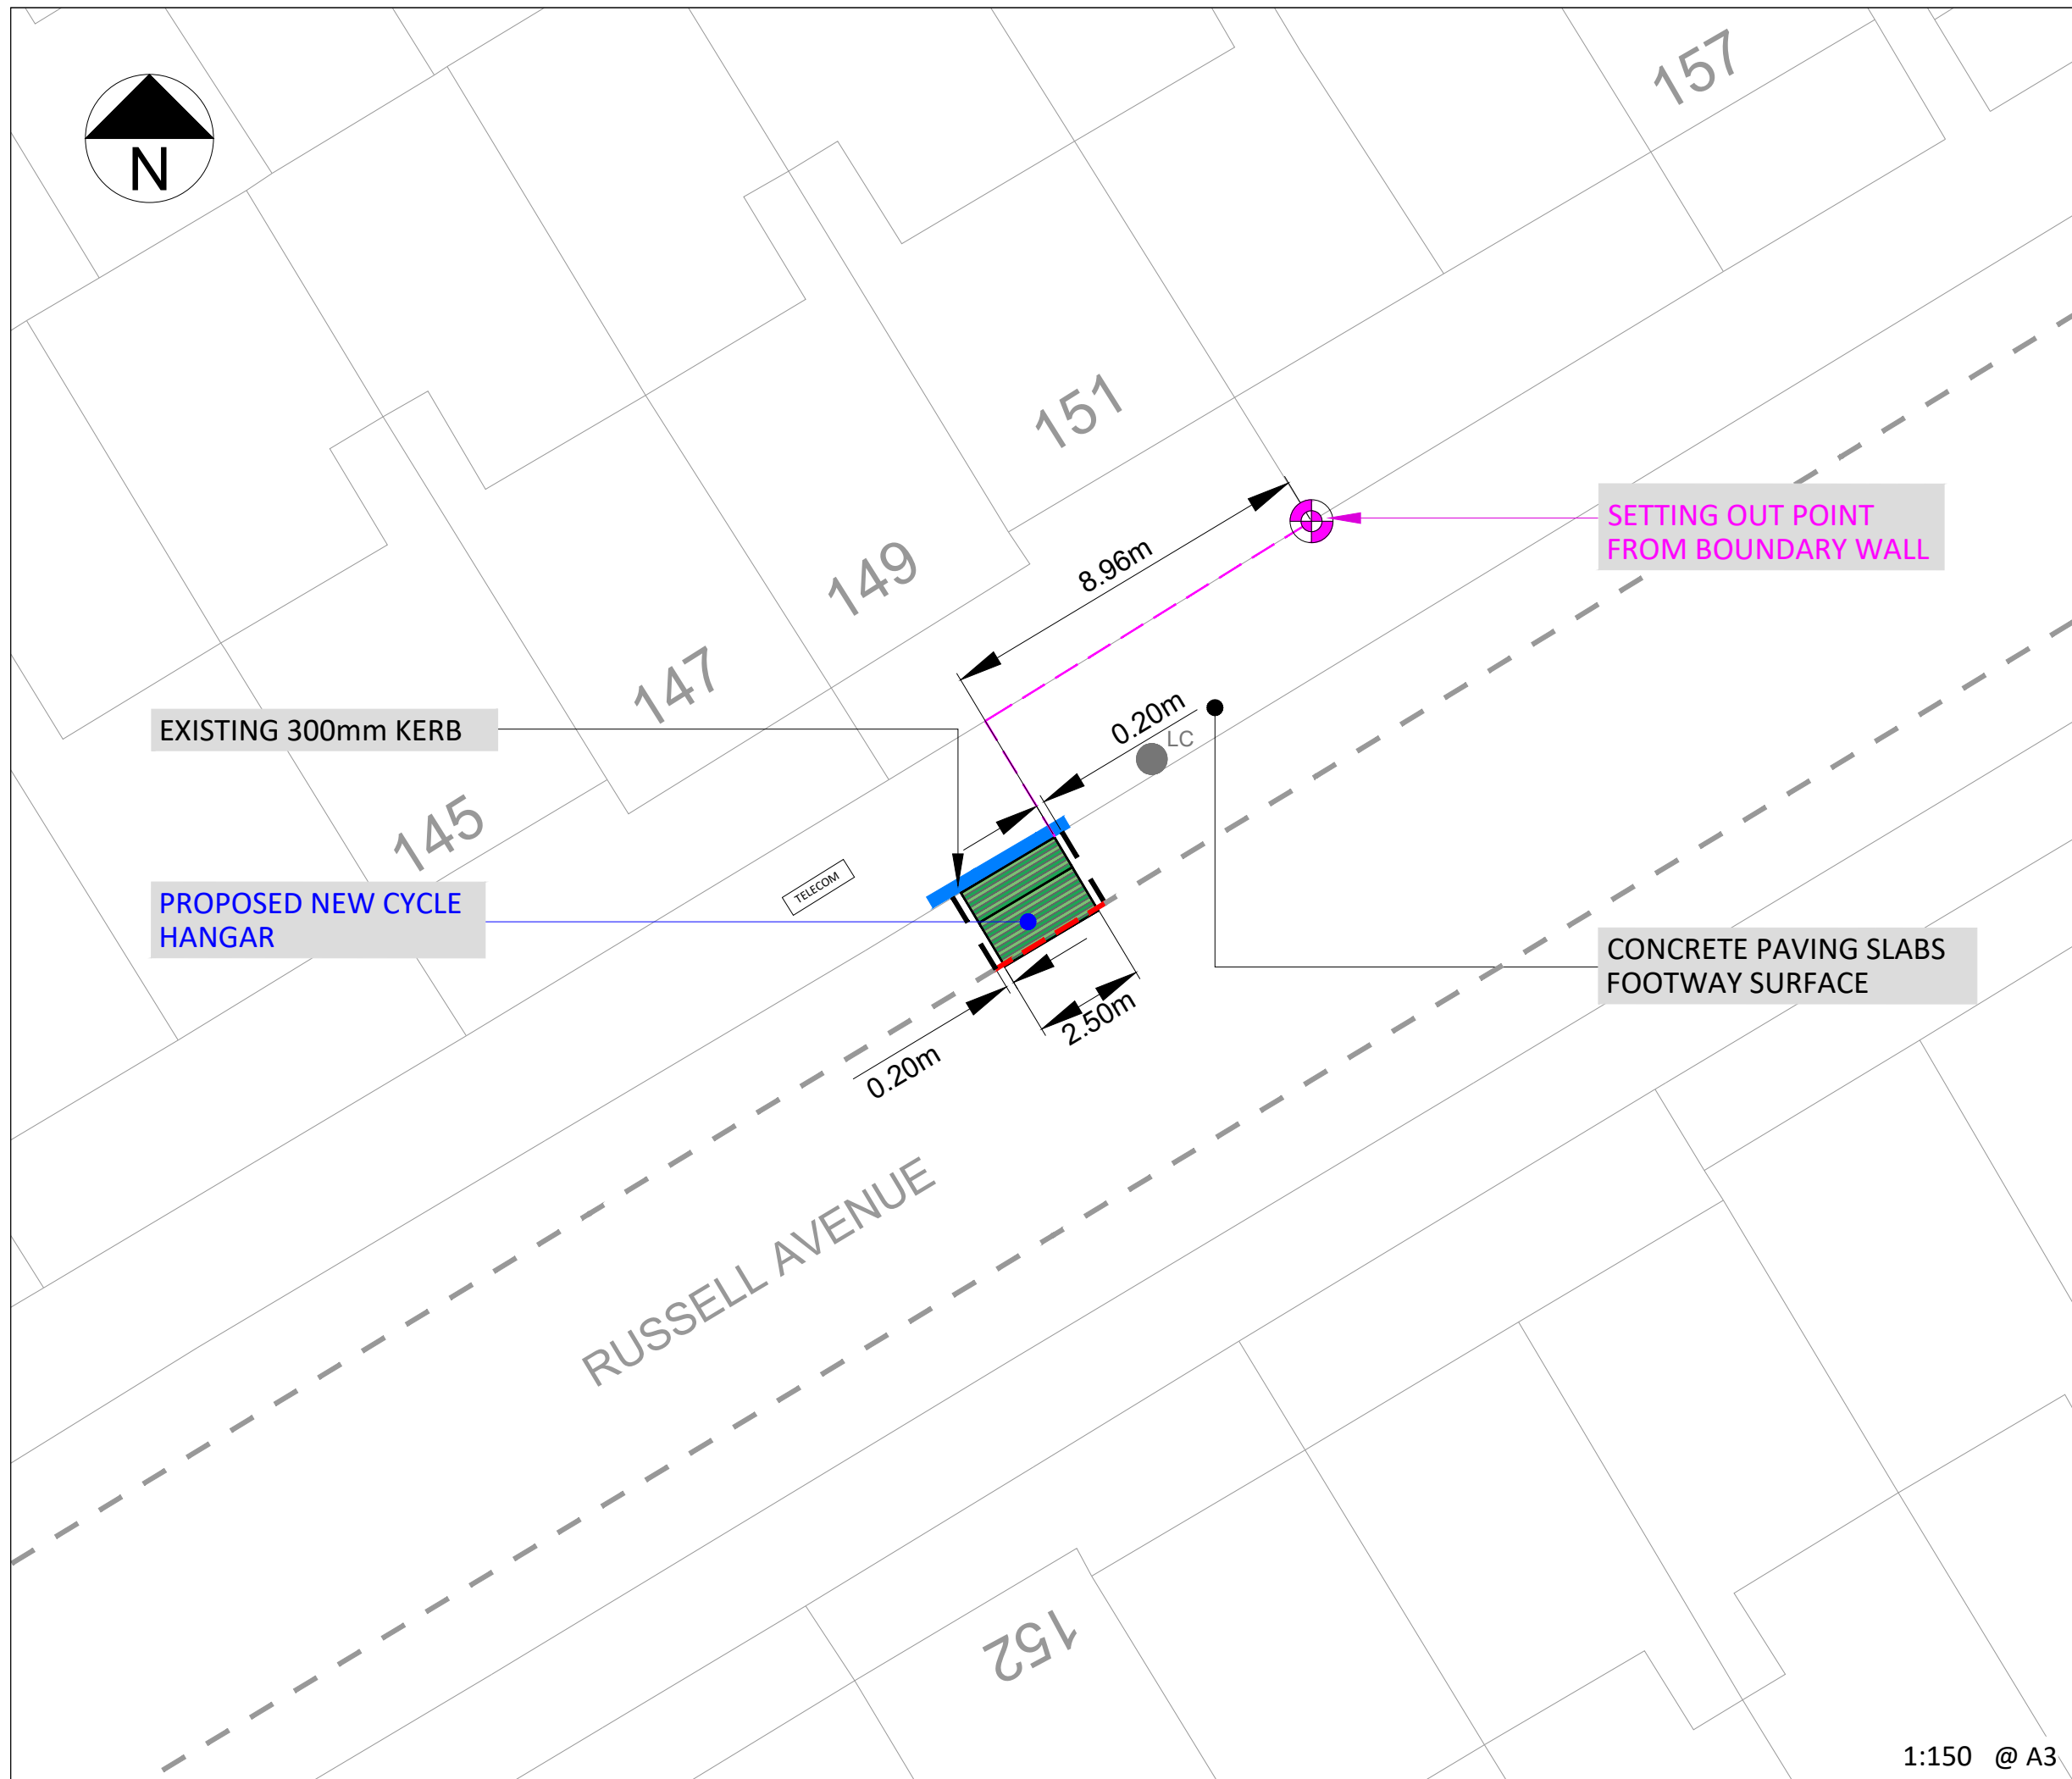 157
N
151
SETTING OUT POINT
FROM BOUNDARY WALL
8.96m
149
147
0.20m
LC
EXISTING 300mm KERB
145
TELECOM
PROPOSED NEW CYCLE
HANGAR
CONCRETE PAVING SLABS
FOOTWAY SURFACE
2.50m
0.20m
RUSSELL AVENUE
152
1:150 @ A3